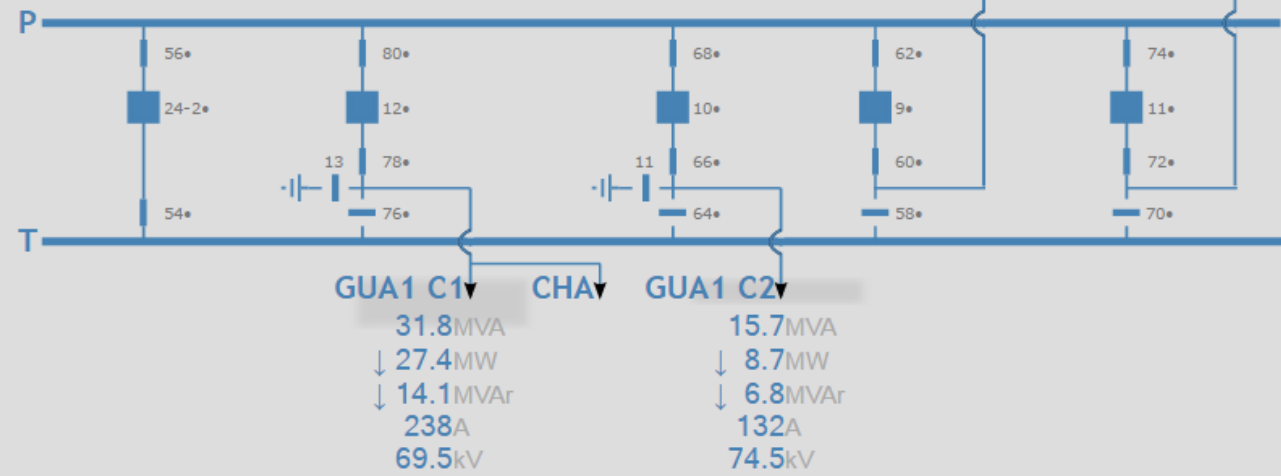 P
56• 80• 68• 62• 74•
24-2• 12• 10• 9• 11•
13 78• 11 66• 60• 72•
54• 76• 64• 58• 70•
T
GUA1 C1 CHA GUA1 C2
31.8MVA 15.7MVA
↓ 27.4MW ↓ 8.7MW
↓ 14.1MVAr ↓ 6.8MVAr
238A 132A
69.5kV 74.5kV